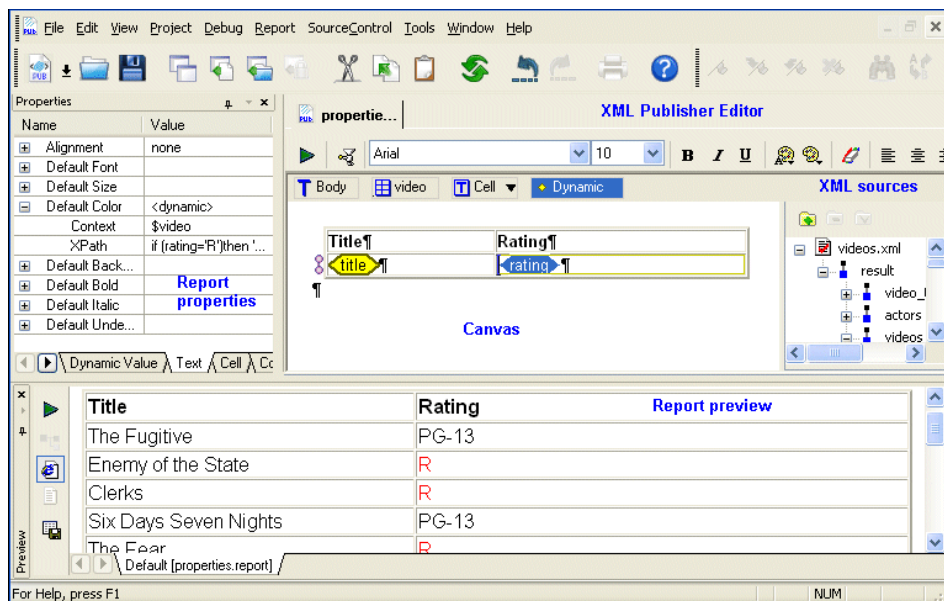 File Edit View Project Debug Report SourceControl Tools Window Help
PUB
Properties
Name Value
Alignment none
Default Font
Default Size
Default Color <dynamic>
Context $video
XPath if (rating='R')then '...
Default Back...
Default Bold
Default Italic
Default Unde...
Report properties
Dynamic Value Text Cell
PUB propertie...
XML Publisher Editor
Arial 10 B I U
T Body video T Cell Dynamic
XML sources
Title¶ Rating¶
title ¶ rating ¶
¶
Canvas
videos.xml
result
actors
videos
Title Rating
Report preview
The Fugitive PG-13
Enemy of the State R
Clerks R
Six Days Seven Nights PG-13
The Fear R
Preview
Default [properties.report]
For Help, press F1 NUM